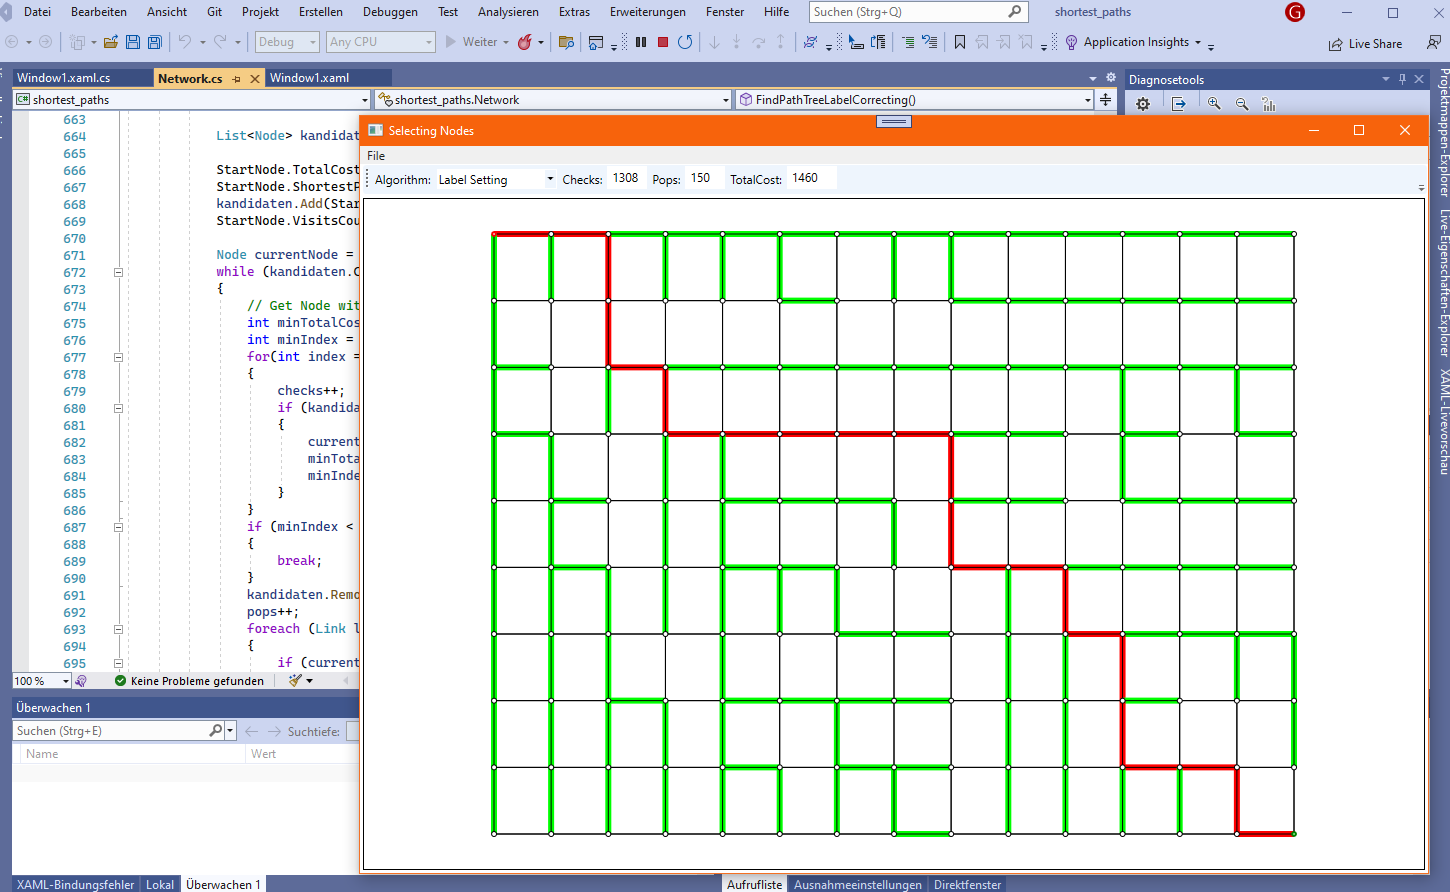 Datei Bearbeiten Ansicht Git Projekt Erstellen Debuggen Test Analysieren Extras Erweiterungen Fenster Hilfe Suchen (Strg+Q) shortest_paths G
Debug Any CPU Weiter Application Insights Live Share
Window1.xaml.cs Network.cs Window1.xaml
Diagnosetools
shortest_paths shortest_paths.Network FindPathTreeLabelCorrecting()
663
664 List<Node> kandidat
665
666 StartNode.TotalCost
667 StartNode.ShortestP
668 kandidaten.Add(Star
669 StartNode.VisitsCou
670
671 Node currentNode =
672 while (kandidaten.C
673 {
674 // Get Node wit
675 int minTotalCos
676 int minIndex =
677 for(int index =
678 {
679 checks++;
680 if (kandida
681 {
682 current
683 minTota
684 minInde
685 }
686 }
687 if (minIndex <
688 {
689 break;
690 }
691 kandidaten.Remo
692 pops++;
693 foreach (Link l
694 {
695 if (current
100 % Keine Probleme gefunden
Selecting Nodes
File
Algorithm: Label Setting Checks: 1308 Pops: 150 TotalCost: 1460
Überwachen 1
Suchen (Strg+E) Suchtiefe:
Name Wert
XAML-Bindungsfehler Lokal Überwachen 1
Aufrufliste Ausnahmeeinstellungen Direktfenster
Projektmappen-Explorer
Live-Eigenschaften-Explorer
XAML-Livevorschau